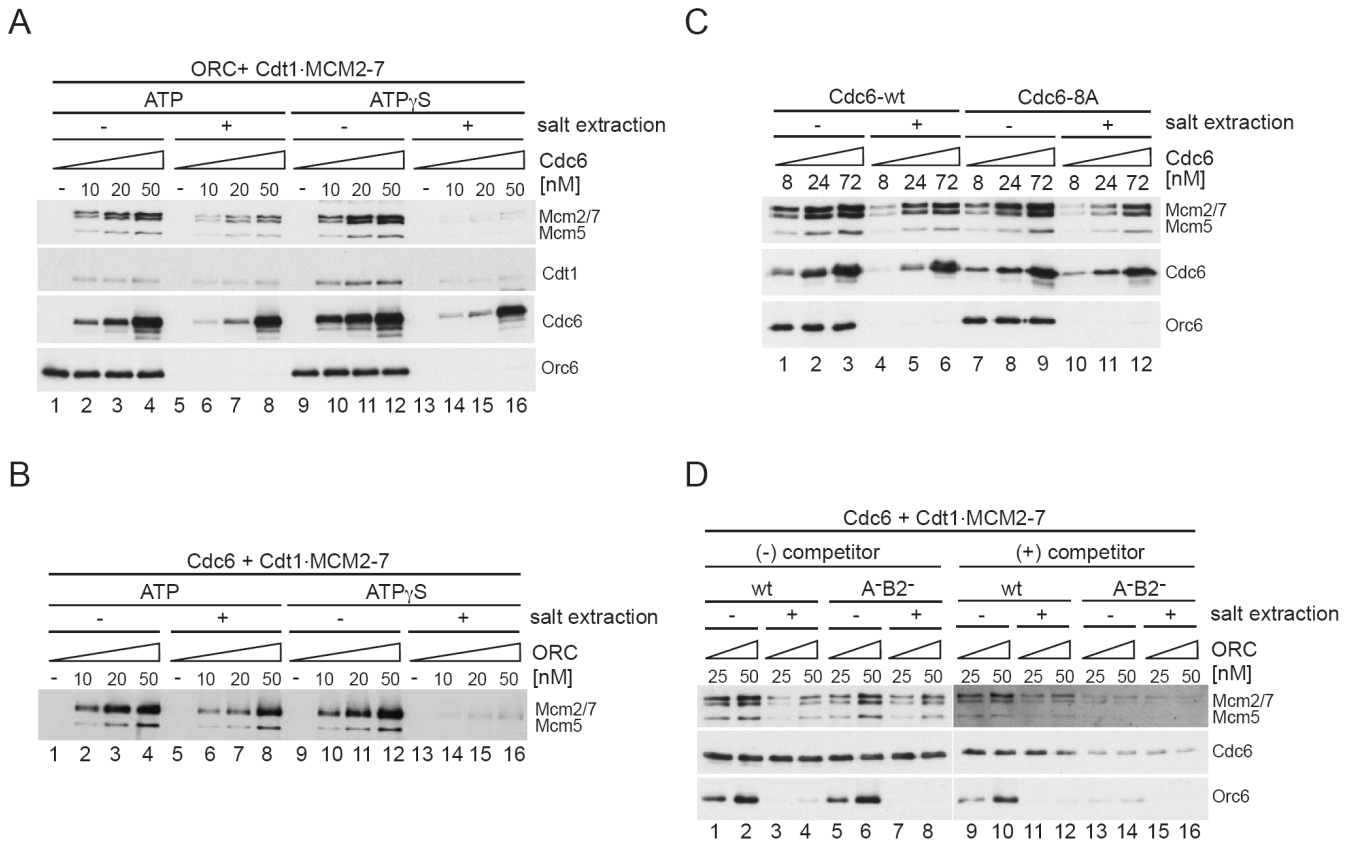 A
ORC+ Cdt1·MCM2-7
ATP ATPγS
- + - + salt extraction
Cdc6
- 10 20 50 - 10 20 50 - 10 20 50 - 10 20 50 [nM]
Mcm2/7
Mcm5
Cdt1
Cdc6
Orc6
1 2 3 4 5 6 7 8 9 10 11 12 13 14 15 16
B
Cdc6 + Cdt1·MCM2-7
ATP ATPγS
- + - + salt extraction
ORC
- 10 20 50 - 10 20 50 - 10 20 50 - 10 20 50 [nM]
Mcm2/7
Mcm5
1 2 3 4 5 6 7 8 9 10 11 12 13 14 15 16
C
Cdc6-wt Cdc6-8A
- + - + salt extraction
Cdc6
8 24 72 8 24 72 8 24 72 8 24 72 [nM]
Mcm2/7
Mcm5
Cdc6
Orc6
1 2 3 4 5 6 7 8 9 10 11 12
D
Cdc6 + Cdt1·MCM2-7
(-) competitor (+) competitor
wt A⁻B2⁻ wt A⁻B2⁻
- + - + - + - + salt extraction
ORC
25 50 25 50 25 50 25 50 25 50 25 50 25 50 25 50 [nM]
Mcm2/7
Mcm5
Cdc6
Orc6
1 2 3 4 5 6 7 8 9 10 11 12 13 14 15 16